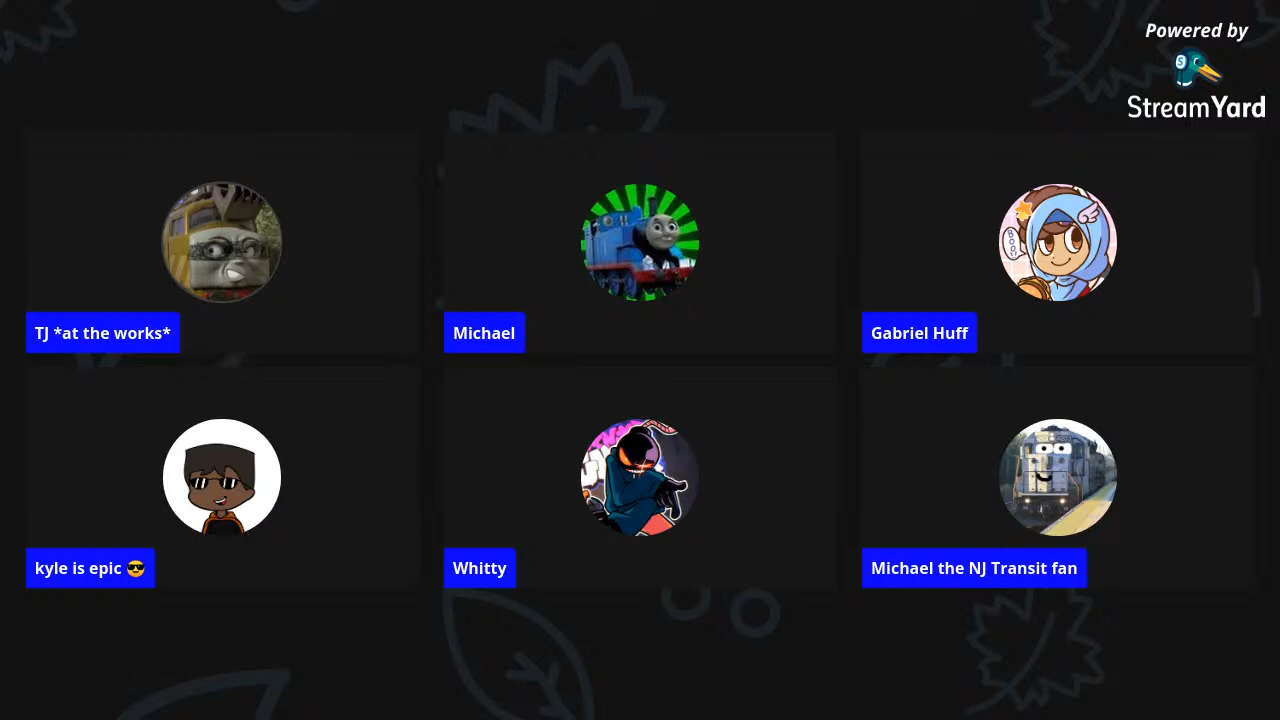 Powered by
StreamYard
TJ *at the works*
Michael
Gabriel Huff
kyle is epic 😎
Whitty
Michael the NJ Transit fan